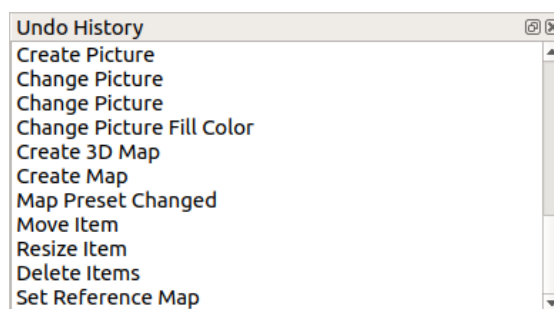 Undo History
Create Picture
Change Picture
Change Picture
Change Picture Fill Color
Create 3D Map
Create Map
Map Preset Changed
Move Item
Resize Item
Delete Items
Set Reference Map